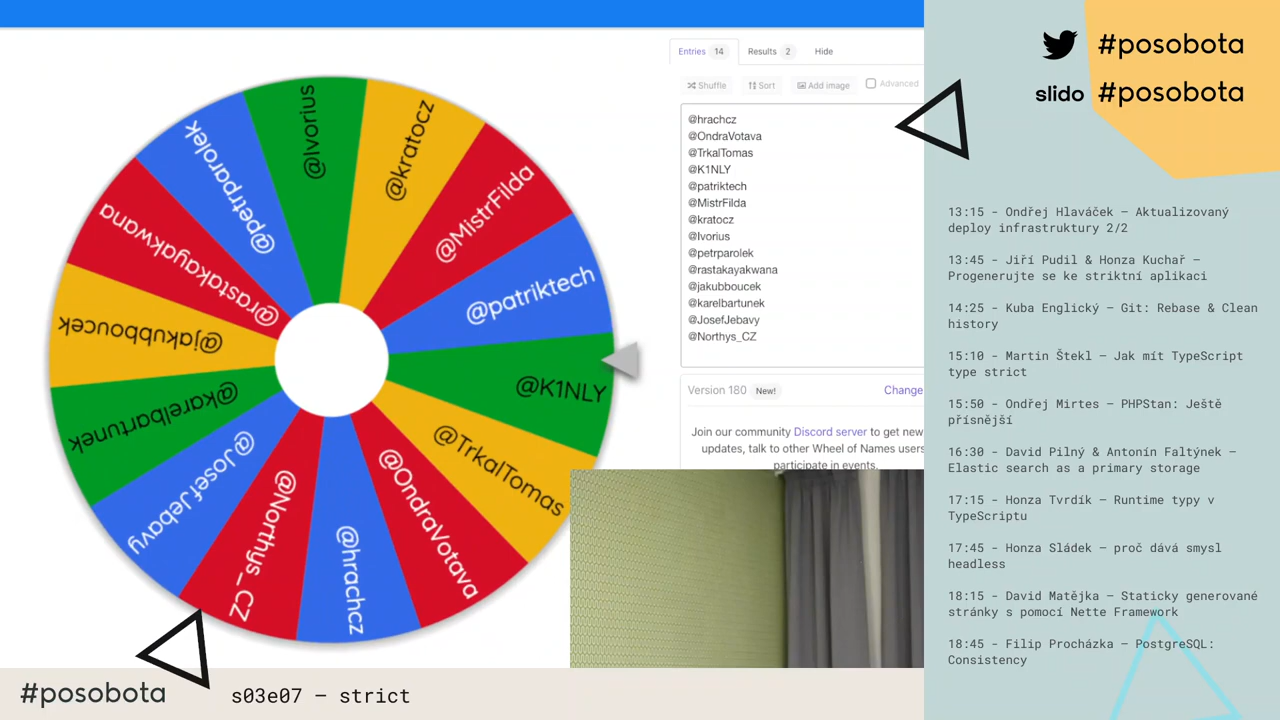 @hrachcz
@OndraVotava
@TrkalTomas
@K1NLY
@patriktech
@MistrFilda
@kratocz
@Ivorius
@petrparolek
@rastakayakwana
@jakubboucek
@karelbartunek
@JosefJebavy
@Northys_CZ
Entries 14 Results 2 Hide
Shuffle Sort Add image Advanced
@hrachcz
@OndraVotava
@TrkalTomas
@K1NLY
@patriktech
@MistrFilda
@kratocz
@Ivorius
@petrparolek
@rastakayakwana
@jakubboucek
@karelbartunek
@JosefJebavy
@Northys_CZ
Version 180 New! Change
Join our community Discord server to get new
updates, talk to other Wheel of Names users
participate in events.
#posobota
slido #posobota
13:15 - Ondřej Hlaváček – Aktualizovaný
deploy infrastruktury 2/2
13:45 - Jiří Pudil & Honza Kuchař –
Progenerujte se ke striktní aplikaci
14:25 - Kuba Englický – Git: Rebase & Clean
history
15:10 - Martin Štekl – Jak mít TypeScript
type strict
15:50 - Ondřej Mirtes – PHPStan: Ještě
přísnější
16:30 - David Pilný & Antonín Faltýnek –
Elastic search as a primary storage
17:15 - Honza Tvrdík – Runtime typy v
TypeScriptu
17:45 - Honza Sládek – proč dává smysl
headless
18:15 - David Matějka – Staticky generované
stránky s pomocí Nette Framework
18:45 - Filip Procházka – PostgreSQL:
Consistency
#posobota s03e07 – strict